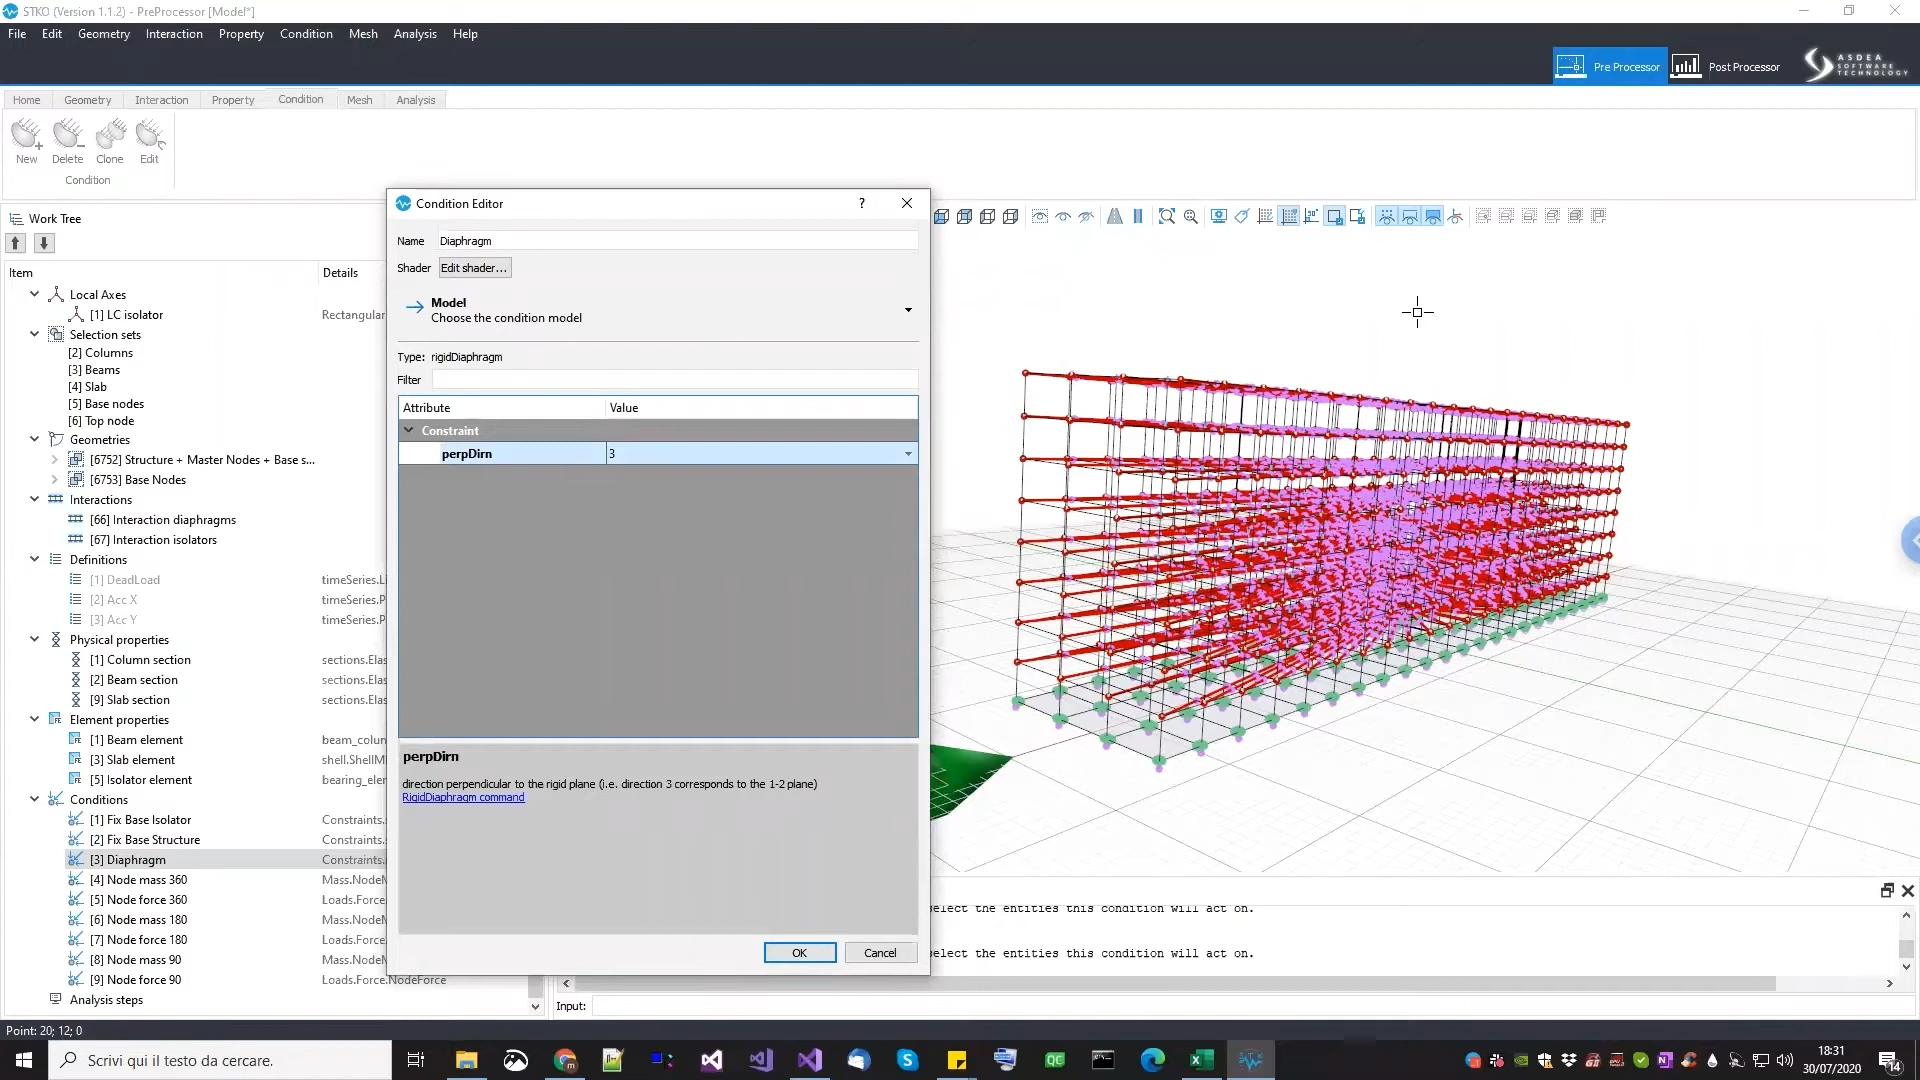 STKO (Version 1.1.2) - PreProcessor [Model*]
File Edit Geometry Interaction Property Condition Mesh Analysis Help
Pre Processor
Post Processor
ASDEA
SOFTWARE
TECHNOLOGY
Home Geometry Interaction Property Condition Mesh Analysis
New Delete Clone Edit
Condition
Work Tree
Item Details
Local Axes
[1] LC isolator Rectangular
Selection sets
[2] Columns
[3] Beams
[4] Slab
[5] Base nodes
[6] Top node
Geometries
[6752] Structure + Master Nodes + Base s...
[6753] Base Nodes
Interactions
[66] Interaction diaphragms
[67] Interaction isolators
Definitions
[1] DeadLoad timeSeries.Li
[2] Acc X timeSeries.P
[3] Acc Y timeSeries.P
Physical properties
[1] Column section sections.Elas
[2] Beam section sections.Elas
[9] Slab section sections.Elas
Element properties
[1] Beam element beam_colun
[3] Slab element shell.ShellM
[5] Isolator element bearing_eler
Conditions
[1] Fix Base Isolator Constraints.
[2] Fix Base Structure Constraints.
[3] Diaphragm Constraints.
[4] Node mass 360 Mass.NodeM
[5] Node force 360 Loads.Force.
[6] Node mass 180 Mass.NodeM
[7] Node force 180 Loads.Force.
[8] Node mass 90 Mass.NodeM
[9] Node force 90 Loads.Force.NodeForce
Analysis steps
Condition Editor
?
Name Diaphragm
Shader Edit shader...
Model
Choose the condition model
Type: rigidDiaphragm
Filter
Attribute Value
Constraint
perpDirn 3
perpDirn
direction perpendicular to the rigid plane (i.e. direction 3 corresponds to the 1-2 plane)
RigidDiaphragm command
OK Cancel
select the entities this condition will act on.
select the entities this condition will act on.
Input:
Point: 20; 12; 0
Scrivi qui il testo da cercare.
18:31
30/07/2020
14